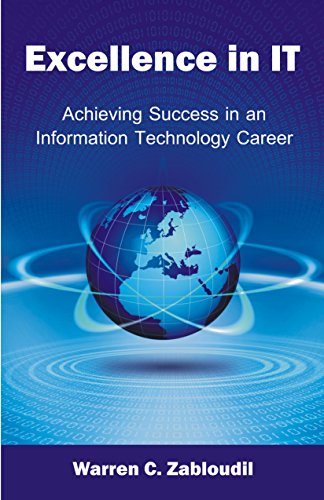 Excellence in IT
Achieving Success in an
Information Technology Career
Warren C. Zabloudil